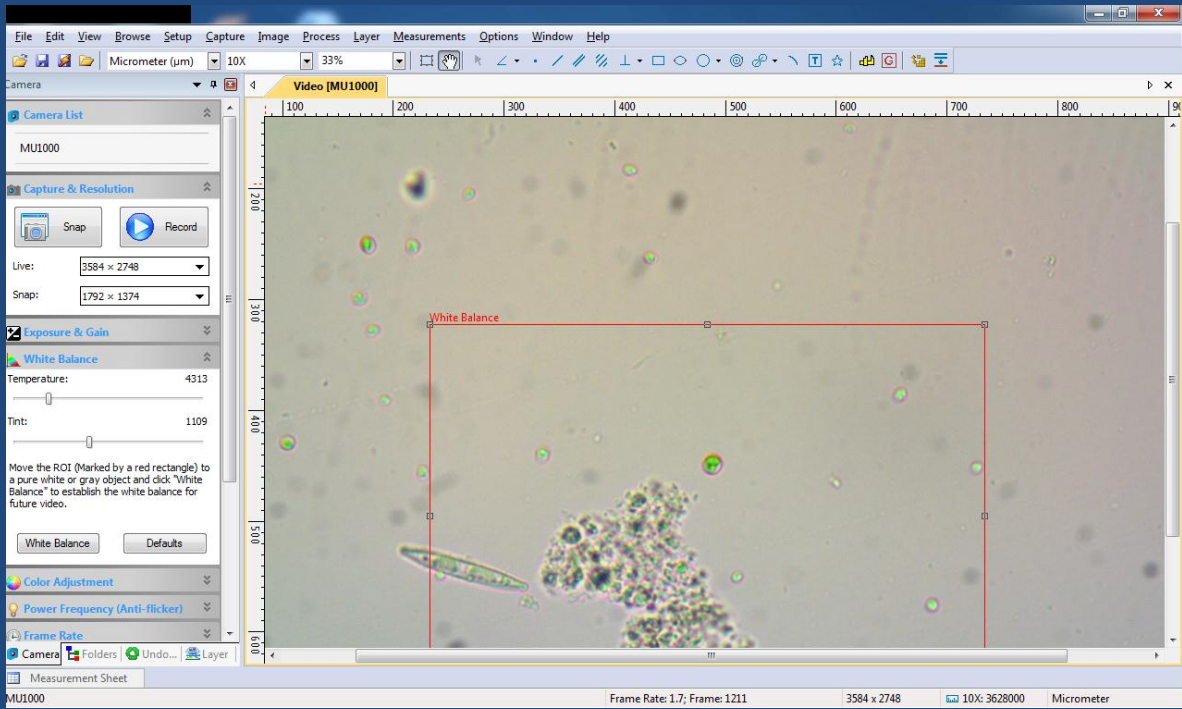 File Edit View Browse Setup Capture Image Process Layer Measurements Options Window Help
Micrometer (µm) 10X 33% T G
Camera
Video [MU1000]
100 200 300 400 500 600 700 800 90
Camera List
MU1000
Capture & Resolution
Snap Record
Live: 3584 × 2748
Snap: 1792 × 1374
Exposure & Gain
White Balance
Temperature: 4313
Tint: 1109
Move the ROI (Marked by a red rectangle) to
a pure white or gray object and click "White
Balance" to establish the white balance for
future video.
White Balance Defaults
Color Adjustment
Power Frequency (Anti-flicker)
Frame Rate
Camera Folders Undo... Layer
200
300
400
500
600
White Balance
Measurement Sheet
MU1000 Frame Rate: 1.7; Frame: 1211 3584 x 2748 10X: 3628000 Micrometer